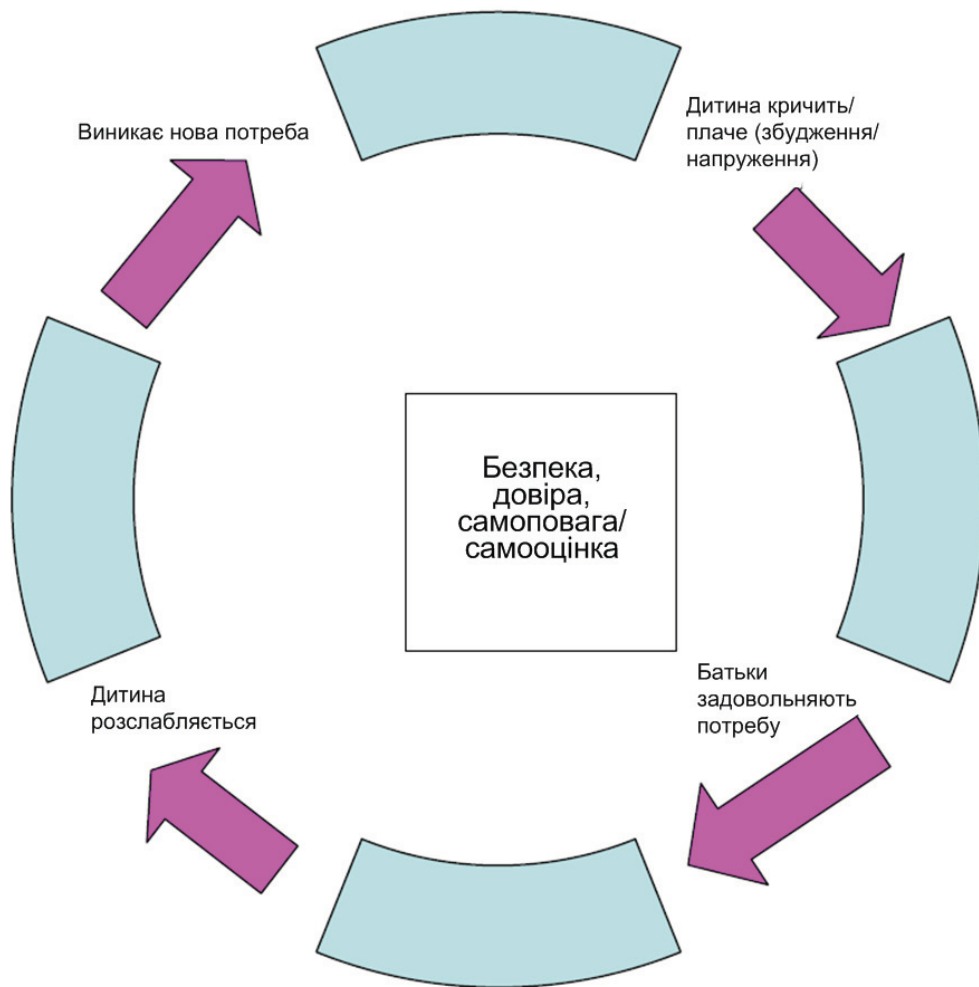 Виникає нова потреба
Дитина кричить/
плаче (збудження/
напруження)
Безпека,
довіра,
самоповага/
самооцінка
Батьки
задовольняють
потребу
Дитина
розслабляється